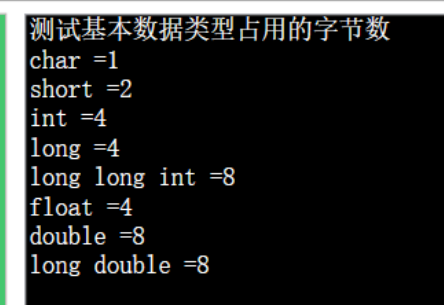 测试基本数据类型占用的字节数
char =1
short =2
int =4
long =4
long long int =8
float =4
double =8
long double =8